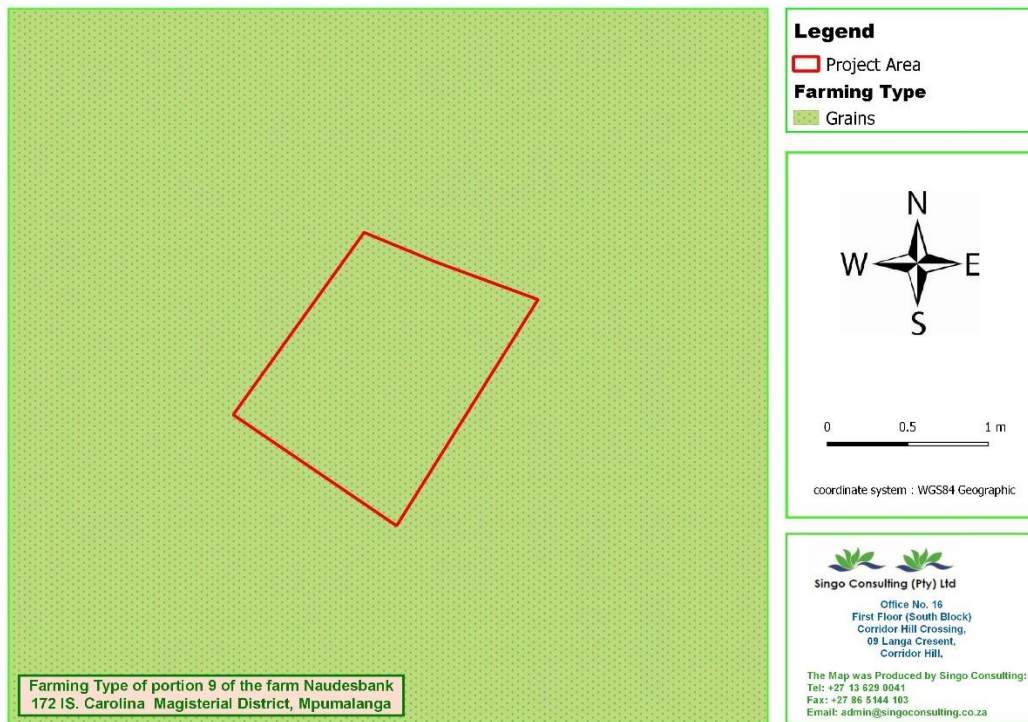 Legend
Project Area
Farming Type
Grains
N
W E
S
0 0.5 1 m
coordinate system : WGS84 Geographic
Singo Consulting (Pty) Ltd
Office No. 16
First Floor (South Block)
Corridor Hill Crossing,
09 Langa Cresent,
Corridor Hill,
The Map was Produced by Singo Consulting:
Tel: +27 13 629 0041
Fax: +27 86 5144 103
Email: admin@singoconsulting.co.za
Farming Type of portion 9 of the farm Naudesbank
172 IS. Carolina Magisterial District, Mpumalanga